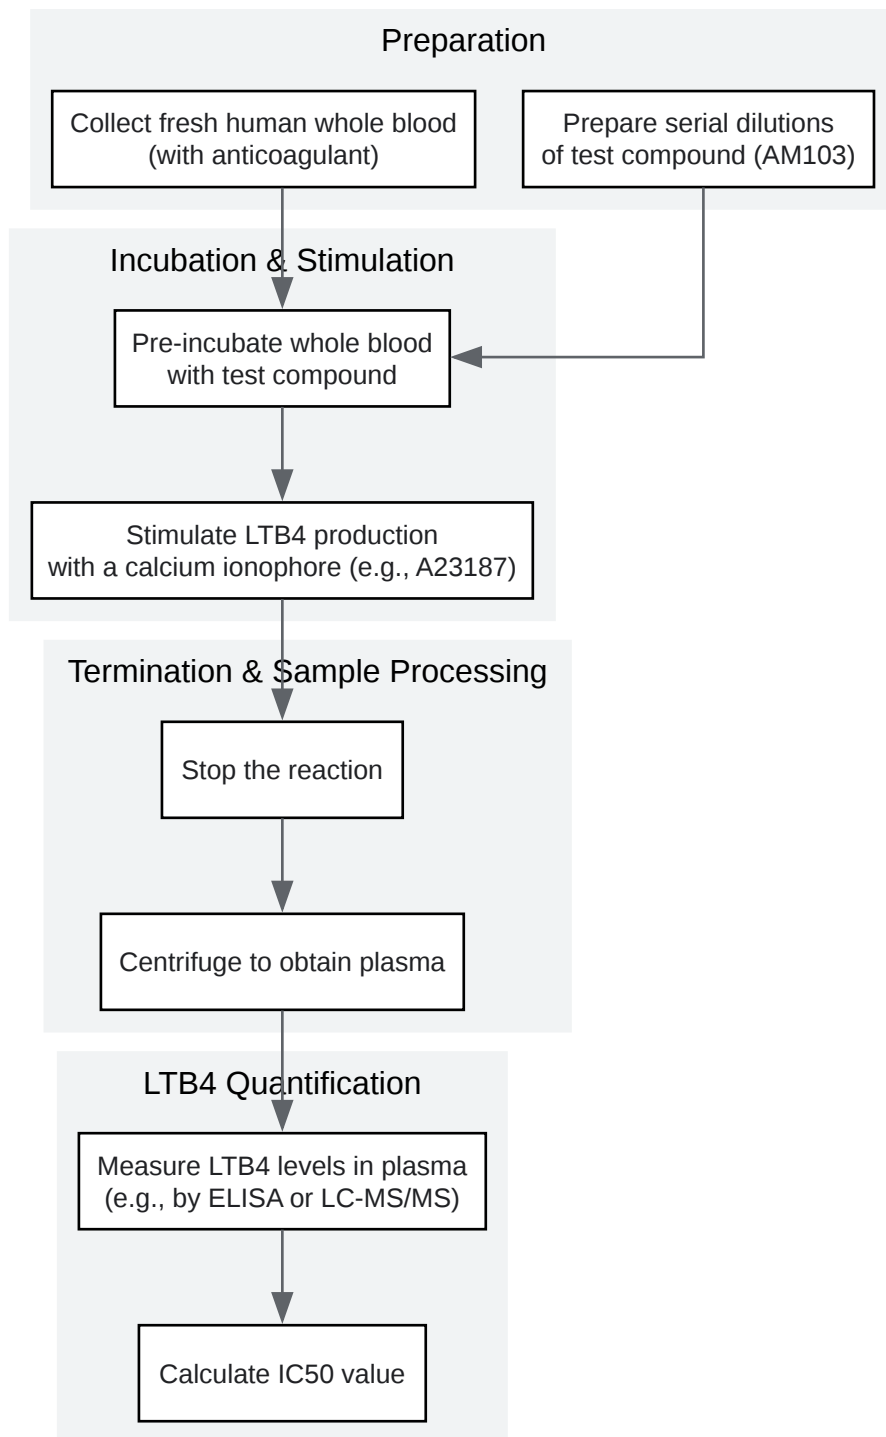 Preparation
Collect fresh human whole blood
(with anticoagulant)
Prepare serial dilutions
of test compound (AM103)
Incubation & Stimulation
Pre-incubate whole blood
with test compound
Stimulate LTB4 production
with a calcium ionophore (e.g., A23187)
Termination & Sample Processing
Stop the reaction
Centrifuge to obtain plasma
LTB4 Quantification
Measure LTB4 levels in plasma
(e.g., by ELISA or LC-MS/MS)
Calculate IC50 value